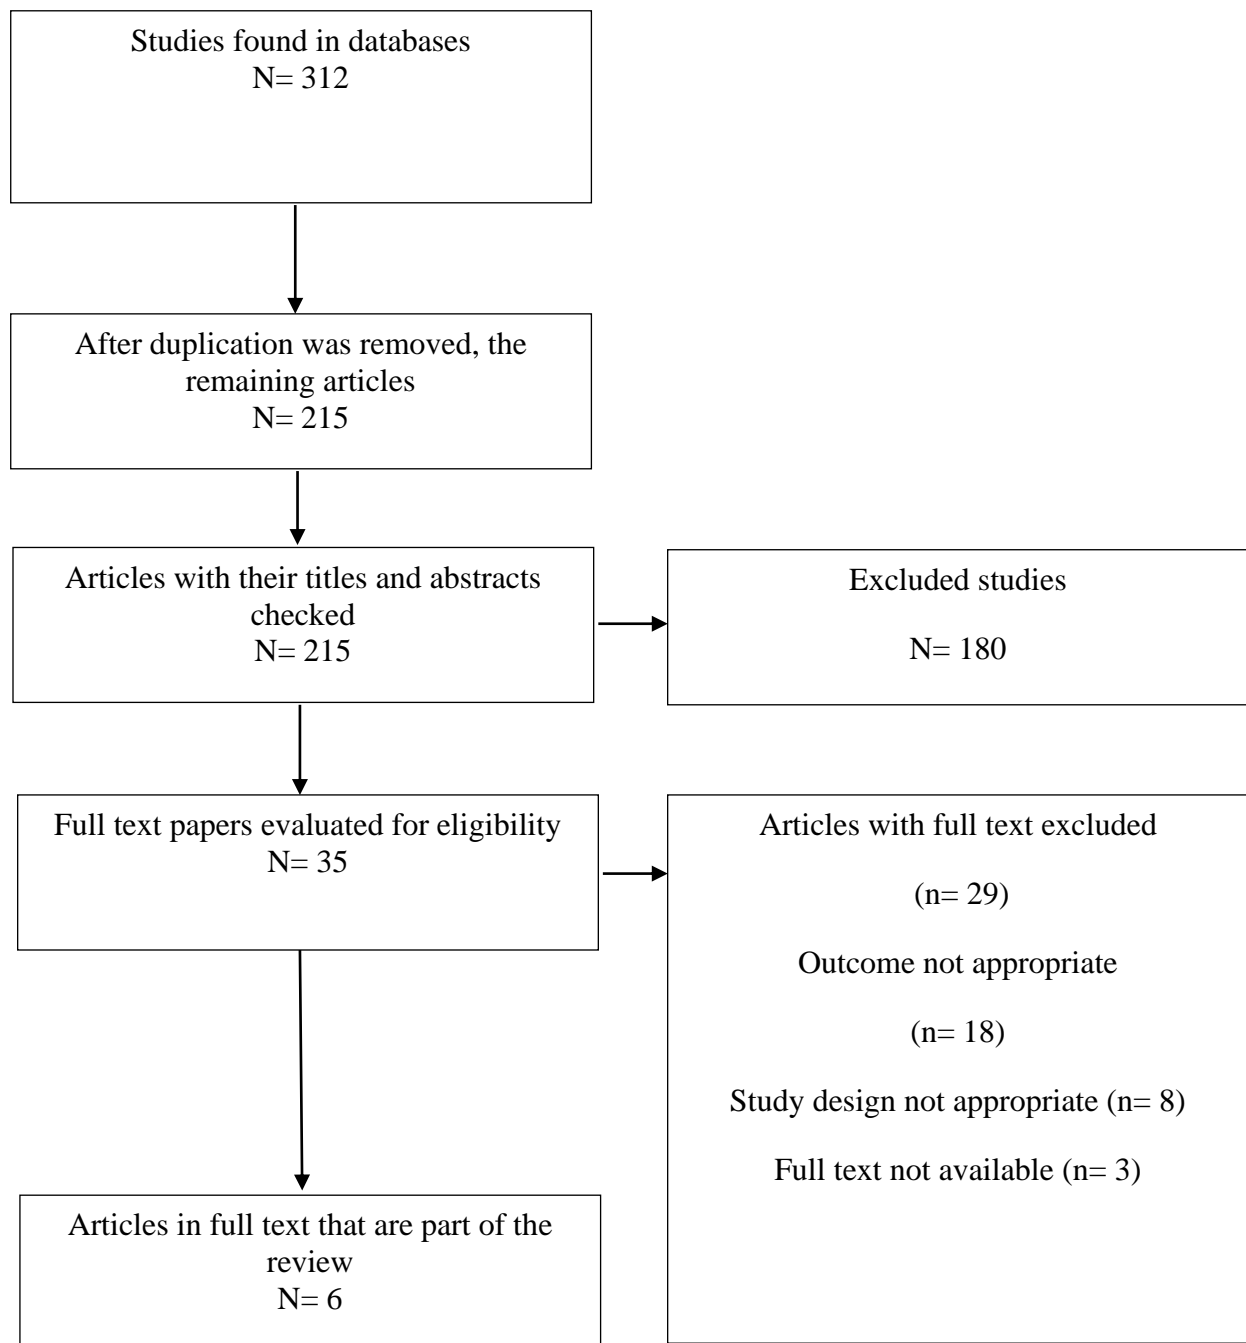 Studies found in databases
N= 312
After duplication was removed, the
remaining articles
N= 215
Articles with their titles and abstracts
checked
N= 215
Excluded studies
N= 180
Full text papers evaluated for eligibility
N= 35
Articles with full text excluded
(n= 29)
Outcome not appropriate
(n= 18)
Study design not appropriate (n= 8)
Full text not available (n= 3)
Articles in full text that are part of the
review
N= 6